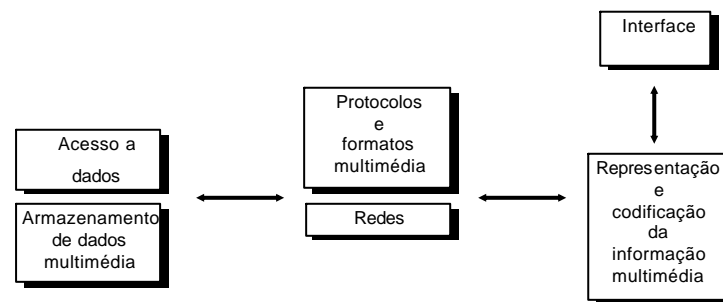 Interface
Protocolos
e
formatos
multimédia
Acesso a
dados
Redes
Armazenamento
de dados
multimédia
Representação
e
codificação
da
informação
multimédia